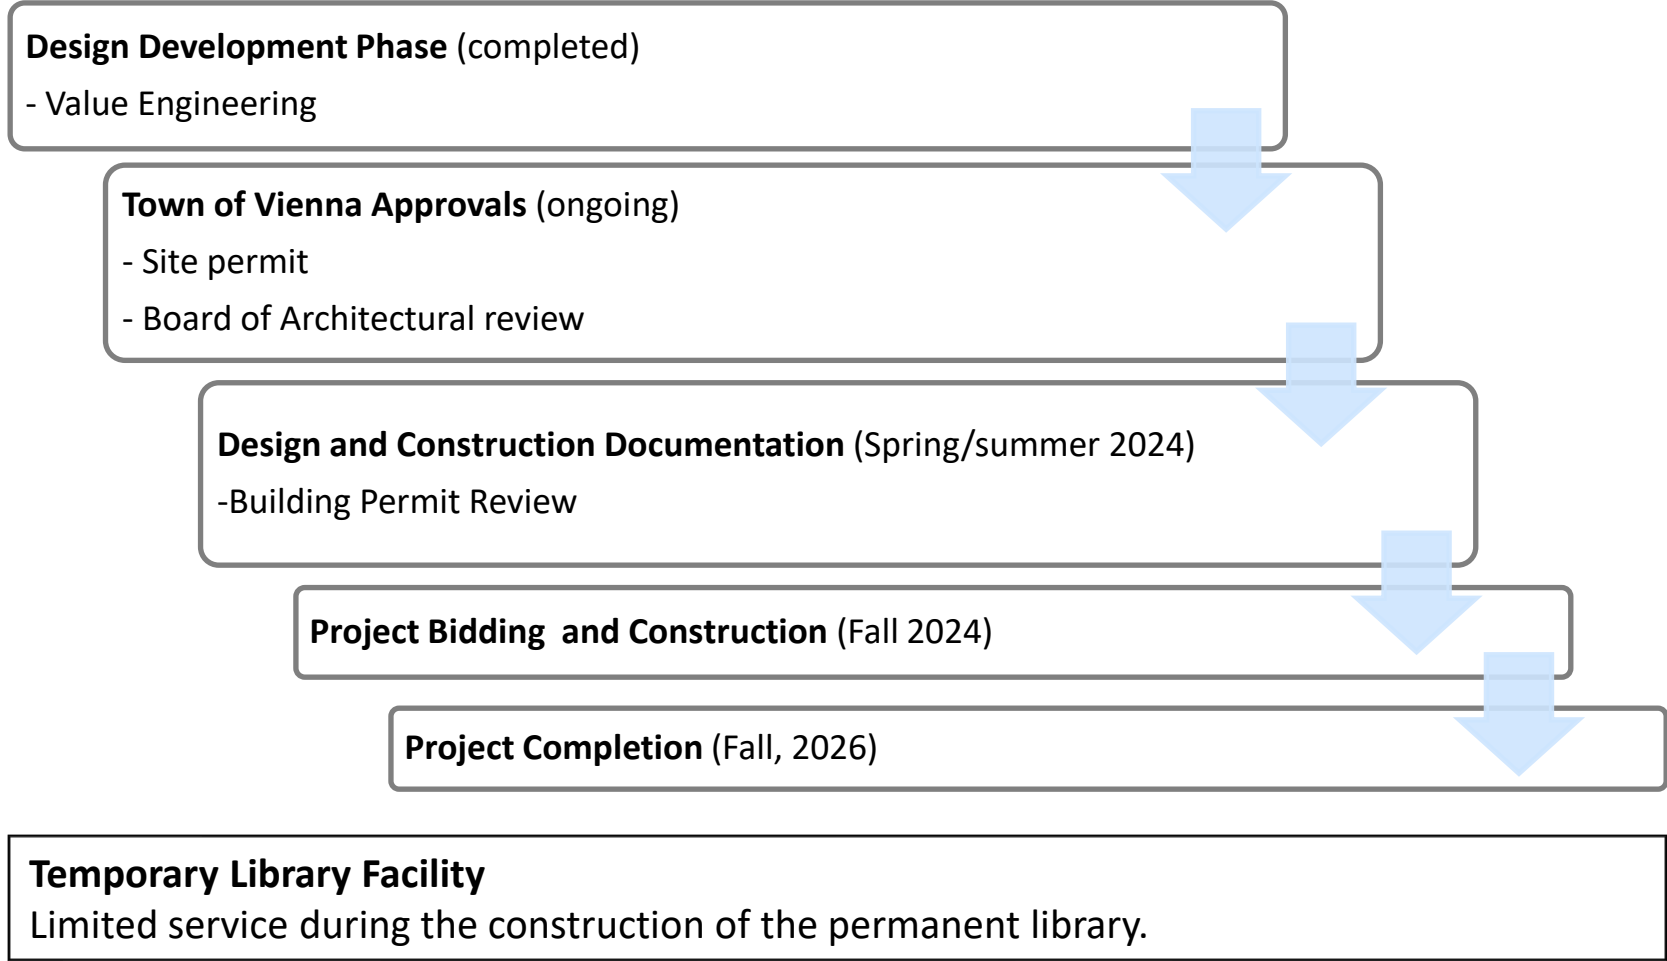 Design Development Phase (completed)
- Value Engineering
Town of Vienna Approvals (ongoing)
- Site permit
- Board of Architectural review
Design and Construction Documentation (Spring/summer 2024)
-Building Permit Review
Project Bidding  and Construction (Fall 2024)
Project Completion (Fall, 2026)
Temporary Library Facility
Limited service during the construction of the permanent library.